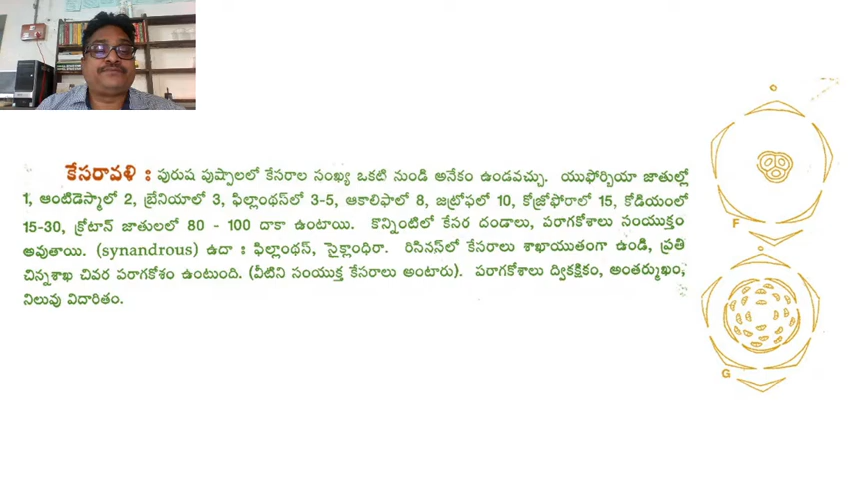 కేసరావళి : పురుష పుష్పాలలో కేసరాల సంఖ్య ఒకటి నుండి అనేకం ఉండవచ్చు. యుఫోర్బియా జాతుల్లో
1, ఆంటిడెస్మాలో 2, బ్రేనియాలో 3, ఫిల్లాంథస్‌లో 3-5, ఆకాలిఫాలో 8, జట్రోఫలో 10, కోజ్రోఫోరాలో 15, కోడియంలో
15-30, క్రోటాన్ జాతులలో 80 - 100 దాకా ఉంటాయి. కొన్నింటిలో కేసర దండాలు, పరాగకోశాలు సంయుక్తం
అవుతాయి. (synandrous) ఉదా : ఫిల్లాంథస్, సైక్లాంథిరా. రిసినస్‌లో కేసరాలు శాఖాయుతంగా ఉండి, ప్రతి
చిన్నశాఖ చివర పరాగకోశం ఉంటుంది. (వీటిని సంయుక్త కేసరాలు అంటారు). పరాగకోశాలు ద్వికక్షికం, అంతర్ముఖం,
నిలువు విదారితం.
F
G